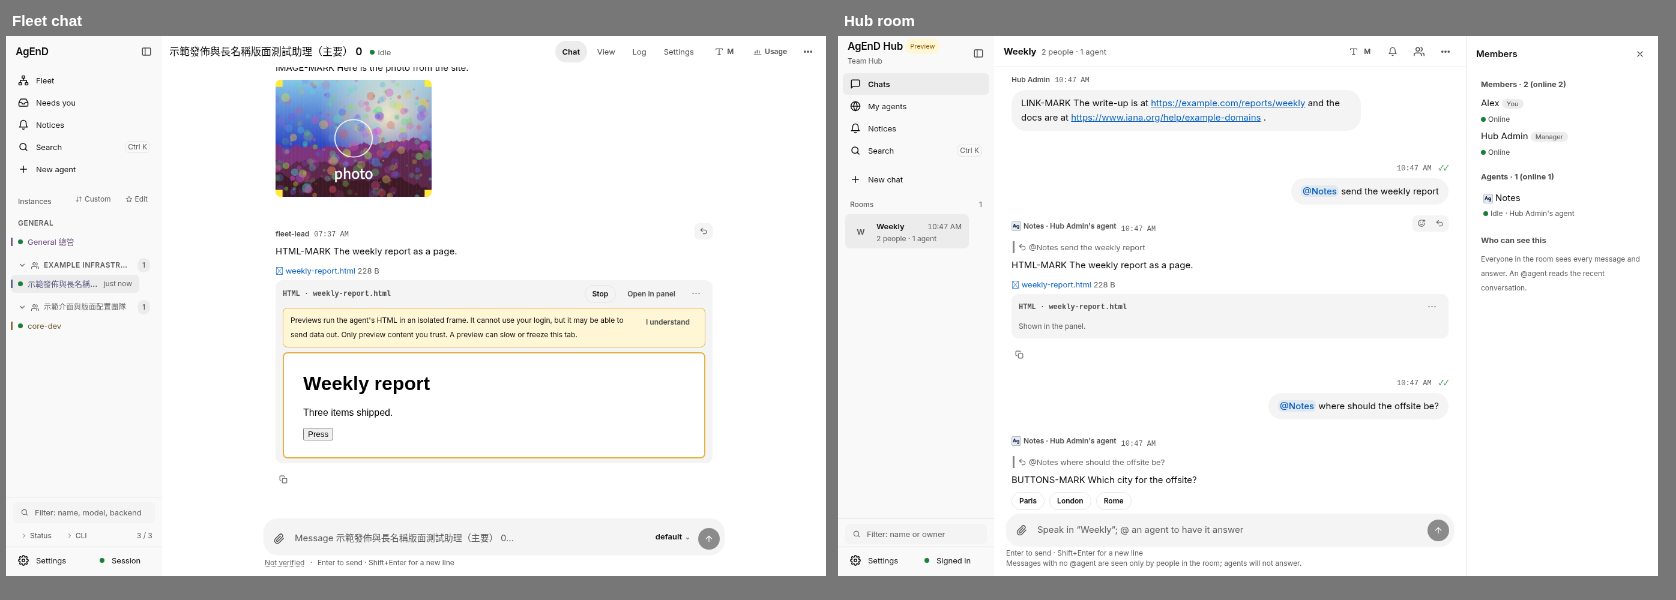 Fleet chat
AgEnD
Fleet
Needs you
Notices
Search
Ctrl K
New agent
Instances
Custom
Edit
GENERAL
General 總管
EXAMPLE INFRASTR...
1
示範發佈與長名稱...
just now
示範介面與版面配置團隊
1
core-dev
Filter: name, model, backend
Status
CLI
3 / 3
Settings
Session
示範發佈與長名稱版面測試助理（主要） 0
Idle
Chat
View
Log
Settings
M
Usage
IMAGE-MARK Here is the photo from the site.
photo
fleet-lead 07:37 AM
HTML-MARK The weekly report as a page.
weekly-report.html 228 B
HTML · weekly-report.html
Stop
Open in panel
Previews run the agent's HTML in an isolated frame. It cannot use your login, but it may be able to
send data out. Only preview content you trust. A preview can slow or freeze this tab.
I understand
Weekly report
Three items shipped.
Press
Message 示範發佈與長名稱版面測試助理（主要） 0...
default
Not verified · Enter to send · Shift+Enter for a new line
Hub room
AgEnD Hub
Preview
Team Hub
Chats
My agents
Notices
Search
Ctrl K
New chat
Rooms
1
W
Weekly
10:47 AM
2 people · 1 agent
Filter: name or owner
Settings
Signed in
Weekly
2 people · 1 agent
M
Hub Admin 10:47 AM
LINK-MARK The write-up is at https://example.com/reports/weekly and the
docs are at https://www.iana.org/help/example-domains .
10:47 AM
@Notes send the weekly report
Ag
Notes · Hub Admin's agent 10:47 AM
@Notes send the weekly report
HTML-MARK The weekly report as a page.
weekly-report.html 228 B
HTML · weekly-report.html
Shown in the panel.
10:47 AM
@Notes where should the offsite be?
Ag
Notes · Hub Admin's agent 10:47 AM
@Notes where should the offsite be?
BUTTONS-MARK Which city for the offsite?
Paris
London
Rome
Speak in "Weekly"; @ an agent to have it answer
Enter to send · Shift+Enter for a new line
Messages with no @agent are seen only by people in the room; agents will not answer.
Members
Members · 2 (online 2)
Alex
You
Online
Hub Admin
Manager
Online
Agents · 1 (online 1)
Ag
Notes
Idle · Hub Admin's agent
Who can see this
Everyone in the room sees every message and
answer. An @agent reads the recent
conversation.